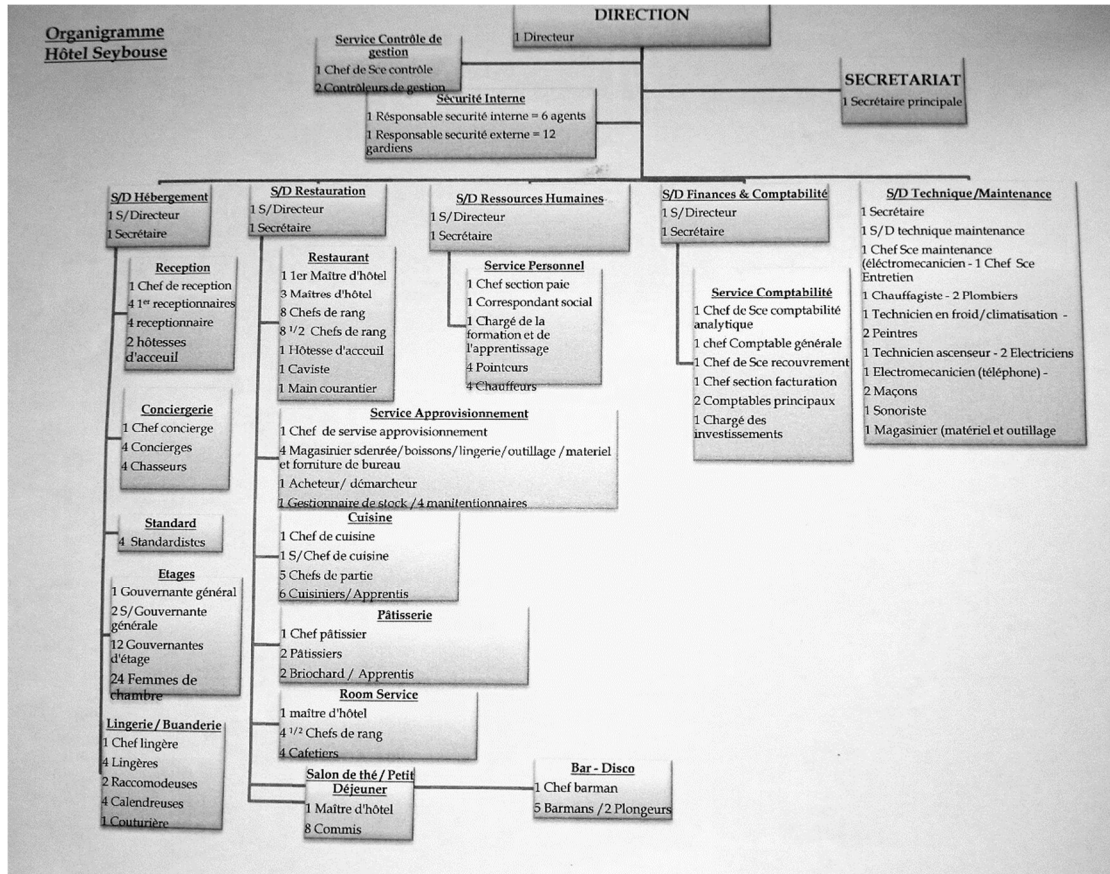 Organigramme
Hôtel Seybouse
DIRECTION
1 Directeur
Service Contrôle de
gestion
1 Chef de Sce contrôle
2 Contrôleurs de gestion
SECRETARIAT
1 Secrétaire principale
Sécurité Interne
1 Résponsable securité interne = 6 agents
1 Responsable securité externe = 12
gardiens
S/D Hébergement
1 S/Directeur
1 Secrétaire
Reception
1 Chef de reception
4 1er receptionnaires
4 receptionnaire
2 hôtesses
d'acceuil
Conciergerie
1 Chef concierge
4 Concierges
4 Chasseurs
Standard
4 Standardistes
Etages
1 Gouvernante général
2 S/Gouvernante
générale
12 Gouvernantes
d'étage
24 Femmes de
chambre
Lingerie / Buanderie
1 Chef lingère
4 Lingères
2 Raccomodeuses
4 Calendreuses
1 Couturière
S/D Restauration
1 S/Directeur
1 Secrétaire
Restaurant
1 1er Maître d'hôtel
3 Maîtres d'hôtel
8 Chefs de rang
8 1/2 Chefs de rang
1 Hôtesse d'acceuil
1 Caviste
1 Main courantier
Service Approvisionnement
1 Chef de servise approvisionnement
4 Magasinier sdenrée/boissons/lingerie/outillage /materiel
et forniture de bureau
1 Acheteur/ démarcheur
1 Gestionnaire de stock /4 manitentionnaires
Cuisine
1 Chef de cuisine
1 S/Chef de cuisine
5 Chefs de partie
6 Cuisiniers/ Apprentis
Pâtisserie
1 Chef pâtissier
2 Pâtissiers
2 Briochard / Apprentis
Room Service
1 maître d'hôtel
4 1/2 Chefs de rang
4 Cafetiers
Salon de thé / Petit
Déjeuner
1 Maître d'hôtel
8 Commis
Bar - Disco
1 Chef barman
5 Barmans /2 Plongeurs
S/D Ressources Humaines
1 S/Directeur
1 Secrétaire
Service Personnel
1 Chef section paie
1 Correspondant social
1 Chargé de la
formation et de
l'apprentissage
4 Pointeurs
4 Chauffeurs
S/D Finances & Comptabilité
1 S/Directeur
1 Secrétaire
Service Comptabilité
1 Chef de Sce comptabilité
analytique
1 chef Comptable générale
1 Chef de Sce recouvrement
1 Chef section facturation
2 Comptables principaux
1 Chargé des
investissements
S/D Technique/Maintenance
1 Secrétaire
1 S/D technique maintenance
1 Chef Sce maintenance
(éléctromecanicien - 1 Chef Sce
Entretien
1 Chauffagiste - 2 Plombiers
1 Technicien en froid/climatisation -
2 Peintres
1 Technicien ascenseur - 2 Electriciens
1 Electromecanicien (téléphone) -
2 Maçons
1 Sonoriste
1 Magasinier (matériel et outillage